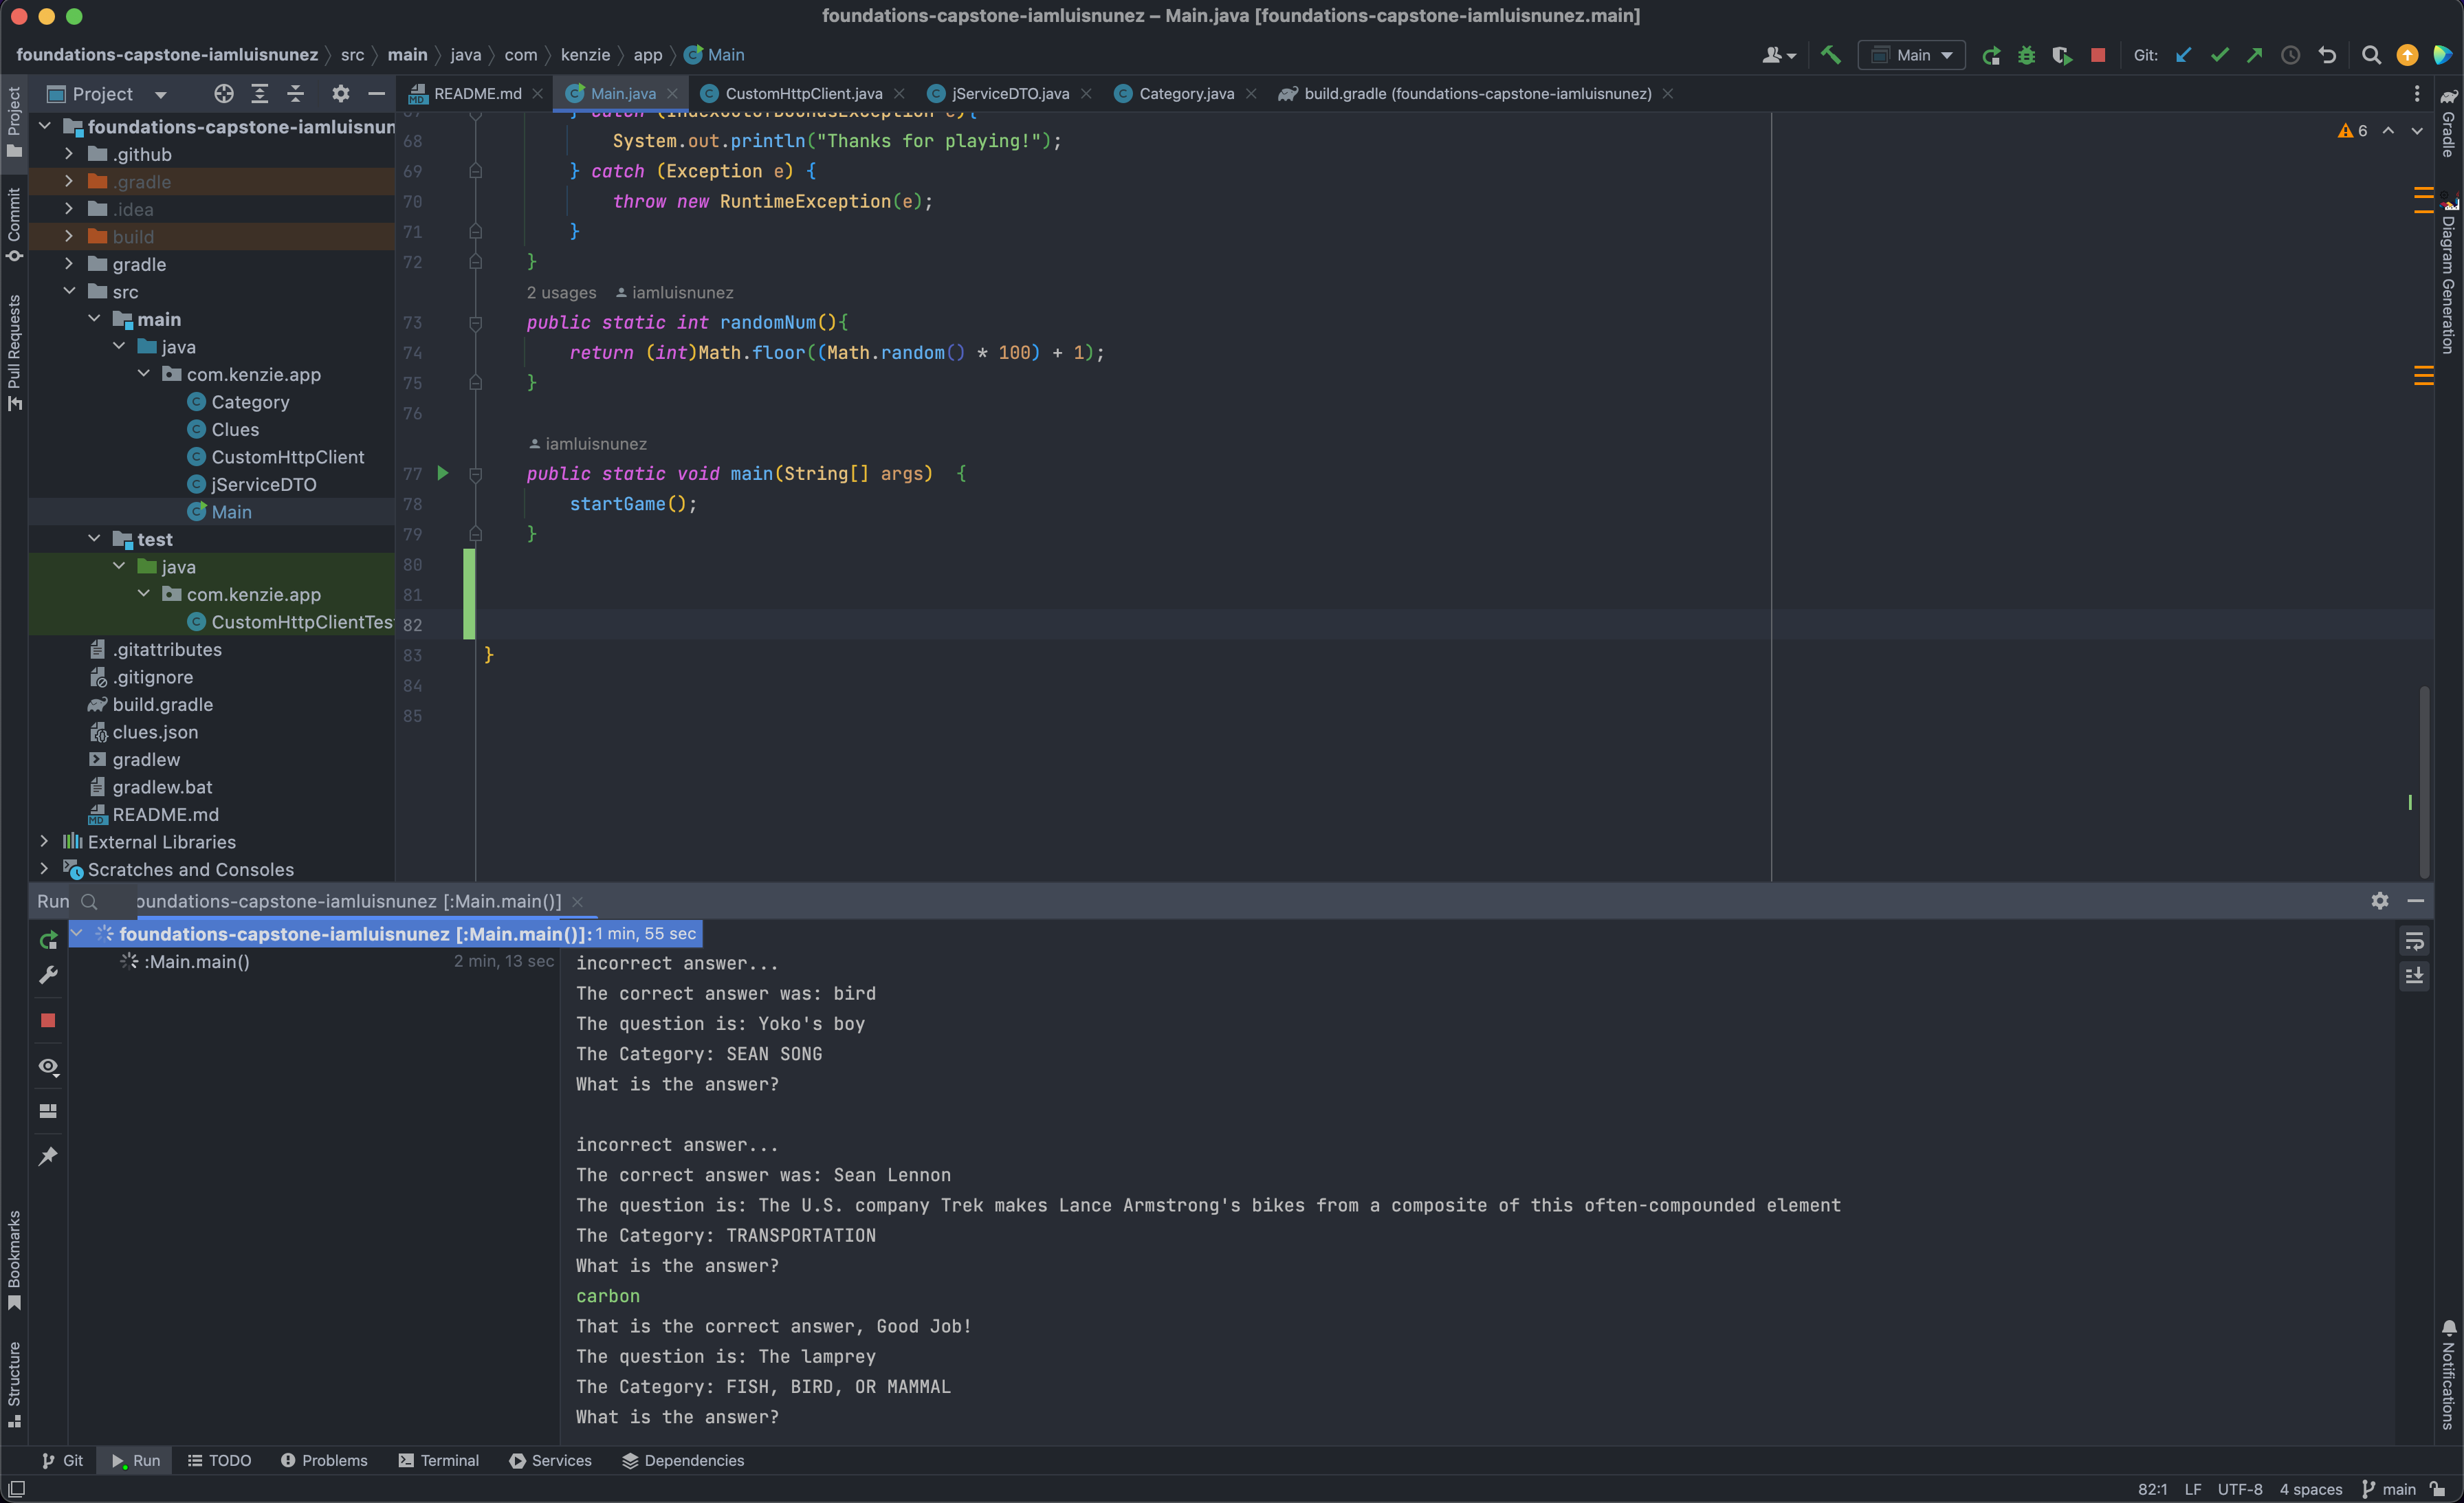 foundations-capstone-iamluisnunez – Main.java [foundations-capstone-iamluisnunez.main]
foundations-capstone-iamluisnunez src main java com kenzie app Main
Main
Git:
Project
README.md
Main.java
CustomHttpClient.java
jServiceDTO.java
Category.java
build.gradle (foundations-capstone-iamluisnunez)
Project
Commit
Pull Requests
Bookmarks
Structure
foundations-capstone-iamluisnun
.github
.gradle
.idea
build
gradle
src
main
java
com.kenzie.app
Category
Clues
CustomHttpClient
jServiceDTO
Main
test
java
com.kenzie.app
CustomHttpClientTes
.gitattributes
.gitignore
build.gradle
clues.json
gradlew
gradlew.bat
README.md
External Libraries
Scratches and Consoles
6
67 } catch (IndexOutOfBoundsException e){
68 System.out.println("Thanks for playing!");
69 } catch (Exception e) {
70 throw new RuntimeException(e);
71 }
72 }
2 usages iamluisnunez
73 public static int randomNum(){
74 return (int)Math.floor((Math.random() * 100) + 1);
75 }
76
iamluisnunez
77 public static void main(String[] args) {
78 startGame();
79 }
80
81
82
83 }
84
85
Gradle
Diagram Generation
Notifications
Run
oundations-capstone-iamluisnunez [:Main.main()]
foundations-capstone-iamluisnunez [:Main.main()]: 1 min, 55 sec
:Main.main() 2 min, 13 sec
incorrect answer...
The correct answer was: bird
The question is: Yoko's boy
The Category: SEAN SONG
What is the answer?
incorrect answer...
The correct answer was: Sean Lennon
The question is: The U.S. company Trek makes Lance Armstrong's bikes from a composite of this often-compounded element
The Category: TRANSPORTATION
What is the answer?
carbon
That is the correct answer, Good Job!
The question is: The lamprey
The Category: FISH, BIRD, OR MAMMAL
What is the answer?
Git Run TODO Problems Terminal Services Dependencies
82:1 LF UTF-8 4 spaces main